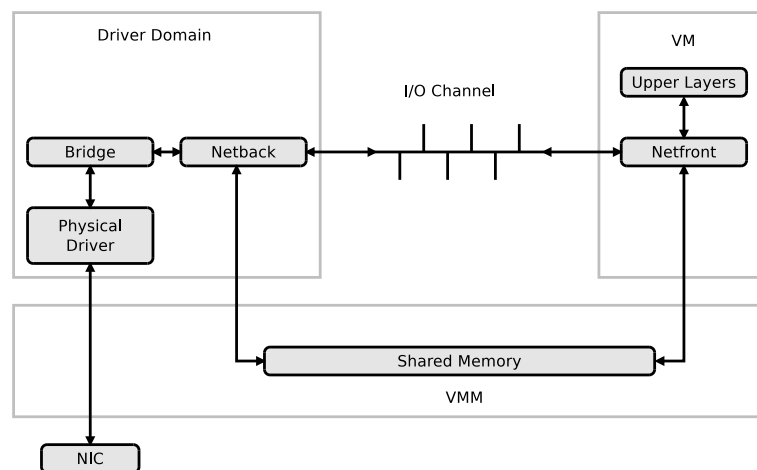 Driver Domain
VM
Upper Layers
I/O Channel
Bridge
Netback
Netfront
Physical
Driver
Shared Memory
VMM
NIC